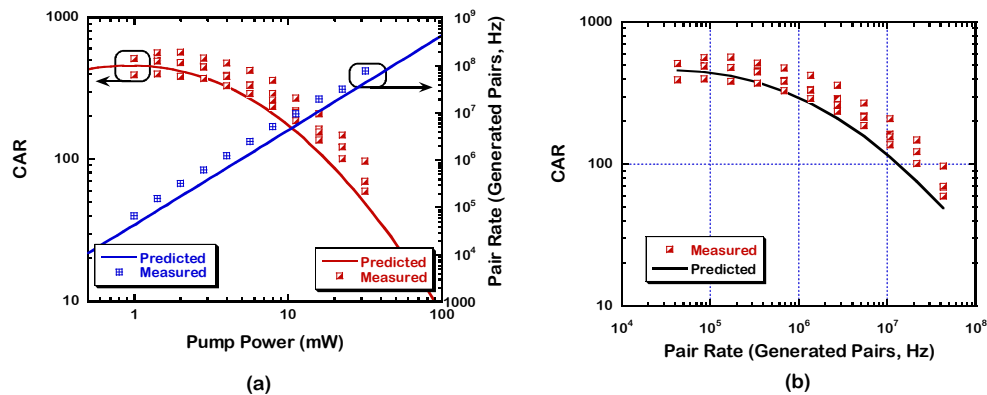 1000
100
10
CAR
10⁹
10⁸
10⁷
10⁶
10⁵
10⁴
1000
Pair Rate (Generated Pairs, Hz)
Predicted
Measured
Predicted
Measured
1
10
100
Pump Power (mW)
(a)
1000
100
10
CAR
Measured
Predicted
10⁴
10⁵
10⁶
10⁷
10⁸
Pair Rate (Generated Pairs, Hz)
(b)